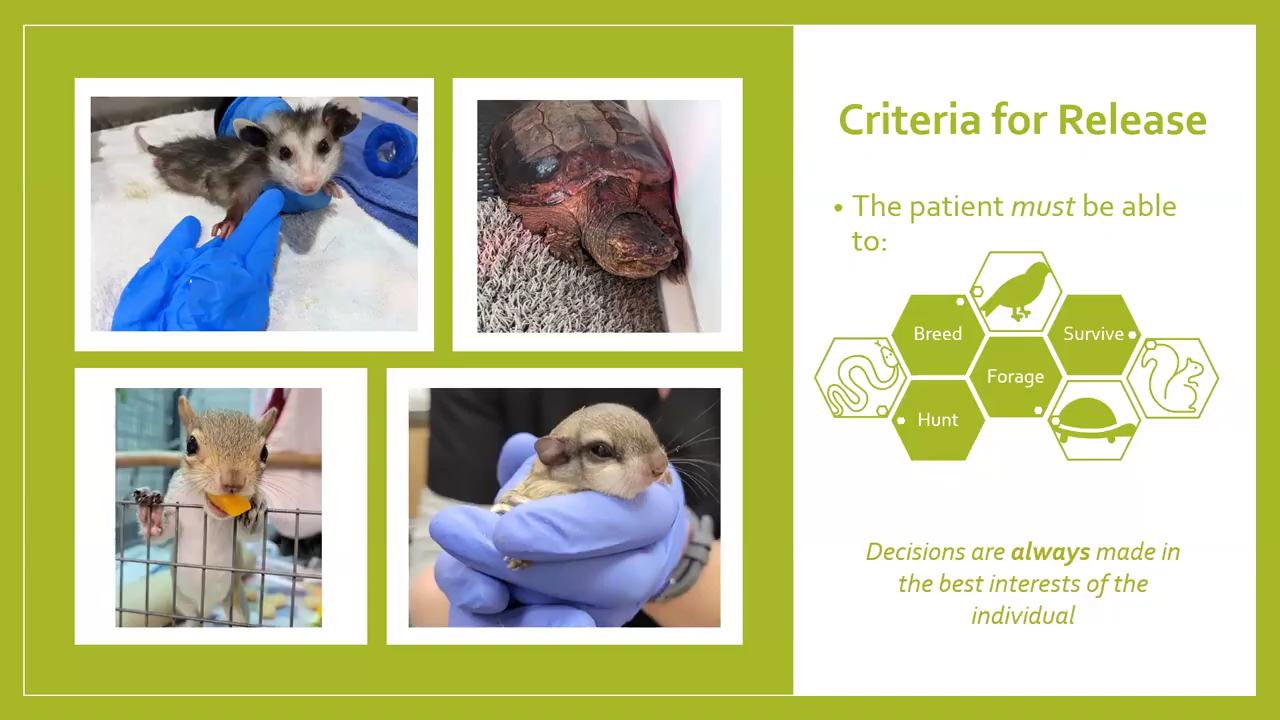 Criteria for Release
• The patient must be able
to:
Breed
Survive
Forage
Hunt
Decisions are always made in
the best interests of the
individual